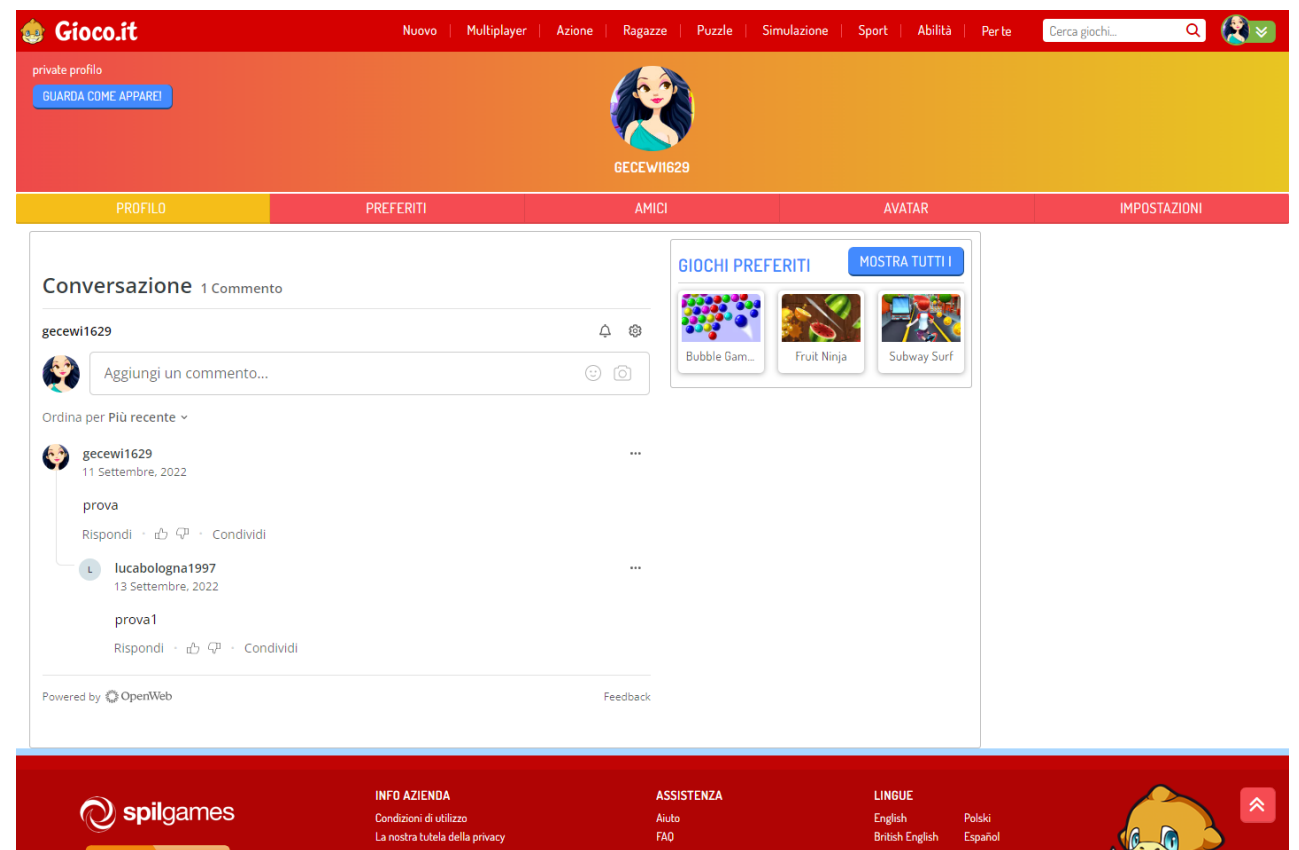 Gioco.it
Nuovo
Multiplayer
Azione
Ragazze
Puzzle
Simulazione
Sport
Abilità
Per te
Cerca giochi...
private profilo
GUARDA COME APPARE!
GECEWI1629
PROFILO
PREFERITI
AMICI
AVATAR
IMPOSTAZIONI
Conversazione 1 Commento
gecewi1629
Aggiungi un commento...
Ordina per Più recente
gecewi1629
11 Settembre, 2022
prova
Rispondi · · Condividi
L lucabologna1997
13 Settembre, 2022
prova1
Rispondi · · Condividi
Powered by OpenWeb
Feedback
GIOCHI PREFERITI
MOSTRA TUTTI I
Bubble Gam...
Fruit Ninja
Subway Surf
spilgames
INFO AZIENDA
Condizioni di utilizzo
La nostra tutela della privacy
ASSISTENZA
Aiuto
FAQ
LINGUE
English
Polski
British English
Español